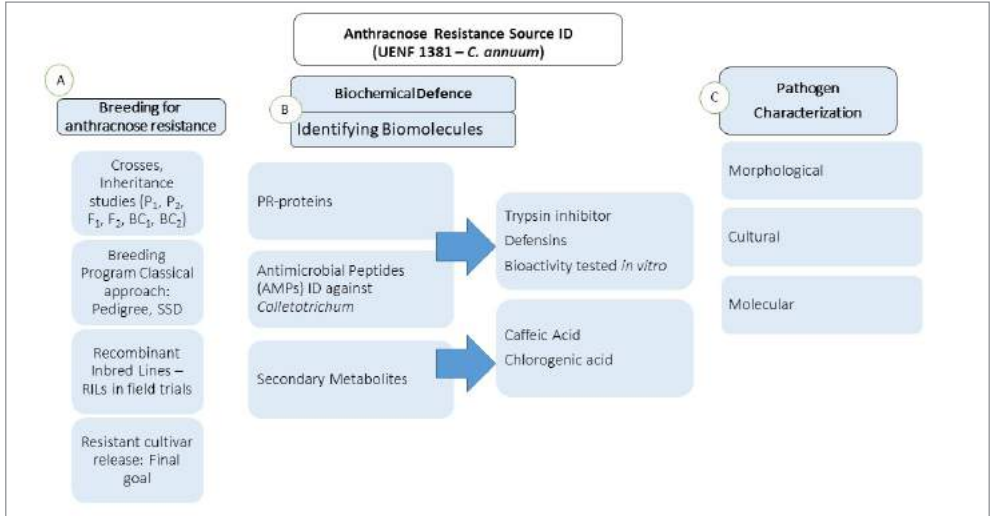 Anthracnose Resistance Source ID
(UENF 1381 – C. annuum)
A
Breeding for
anthracnose resistance
Crosses,
Inheritance
studies (P1, P2,
F1, F2, BC1, BC2)
Breeding
Program Classical
approach:
Pedigree, SSD
Recombinant
Inbred Lines –
RILs in field trials
Resistant cultivar
release: Final
goal
B
Biochemical Defence
Identifying Biomolecules
PR-proteins
Antimicrobial Peptides
(AMPs) ID against
Colletotrichum
Secondary Metabolites
Trypsin inhibitor
Defensins
Bioactivity tested in vitro
Caffeic Acid
Chlorogenic acid
C
Pathogen
Characterization
Morphological
Cultural
Molecular